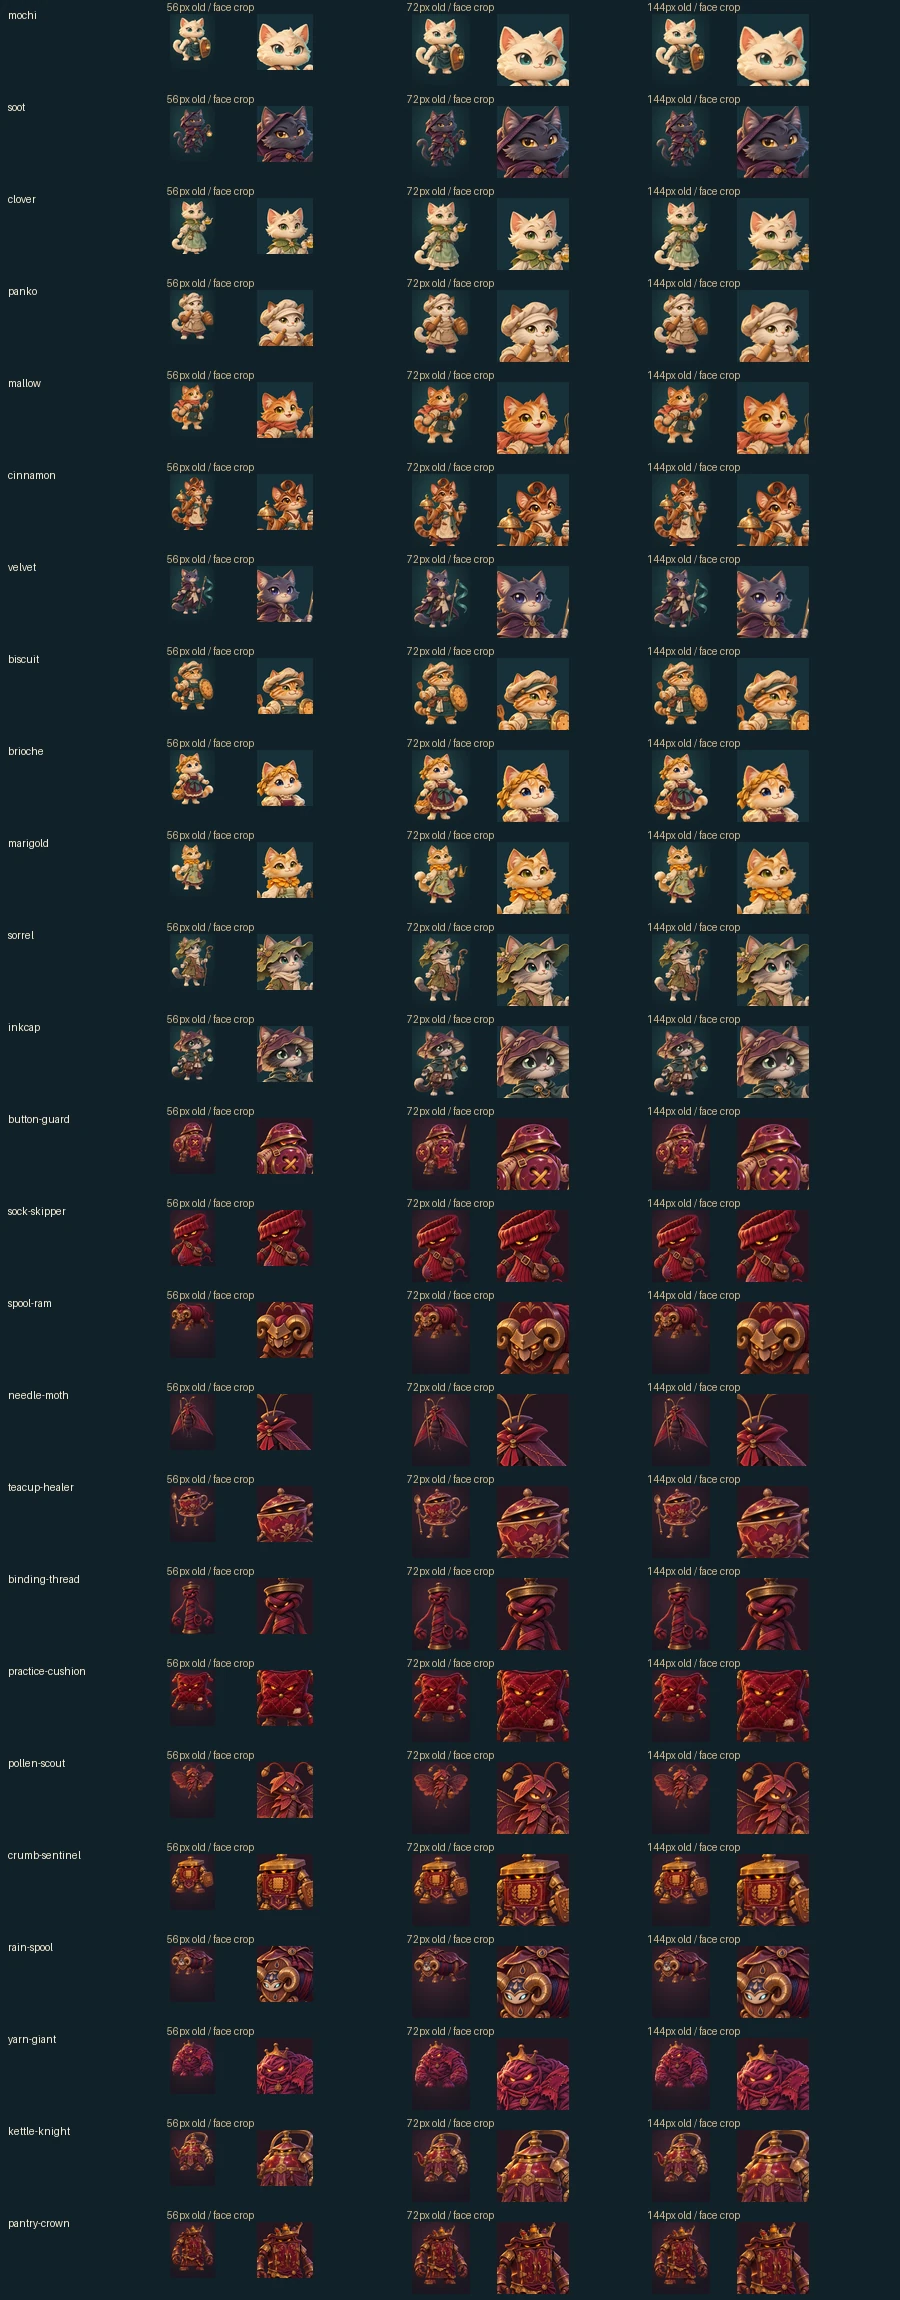 56px old / face crop 72px old / face crop 144px old / face crop
mochi
56px old / face crop 72px old / face crop 144px old / face crop
soot
56px old / face crop 72px old / face crop 144px old / face crop
clover
56px old / face crop 72px old / face crop 144px old / face crop
panko
56px old / face crop 72px old / face crop 144px old / face crop
mallow
56px old / face crop 72px old / face crop 144px old / face crop
cinnamon
56px old / face crop 72px old / face crop 144px old / face crop
velvet
56px old / face crop 72px old / face crop 144px old / face crop
biscuit
56px old / face crop 72px old / face crop 144px old / face crop
brioche
56px old / face crop 72px old / face crop 144px old / face crop
marigold
56px old / face crop 72px old / face crop 144px old / face crop
sorrel
56px old / face crop 72px old / face crop 144px old / face crop
inkcap
56px old / face crop 72px old / face crop 144px old / face crop
button-guard
56px old / face crop 72px old / face crop 144px old / face crop
sock-skipper
56px old / face crop 72px old / face crop 144px old / face crop
spool-ram
56px old / face crop 72px old / face crop 144px old / face crop
needle-moth
56px old / face crop 72px old / face crop 144px old / face crop
teacup-healer
56px old / face crop 72px old / face crop 144px old / face crop
binding-thread
56px old / face crop 72px old / face crop 144px old / face crop
practice-cushion
56px old / face crop 72px old / face crop 144px old / face crop
pollen-scout
56px old / face crop 72px old / face crop 144px old / face crop
crumb-sentinel
56px old / face crop 72px old / face crop 144px old / face crop
rain-spool
56px old / face crop 72px old / face crop 144px old / face crop
yarn-giant
56px old / face crop 72px old / face crop 144px old / face crop
kettle-knight
56px old / face crop 72px old / face crop 144px old / face crop
pantry-crown